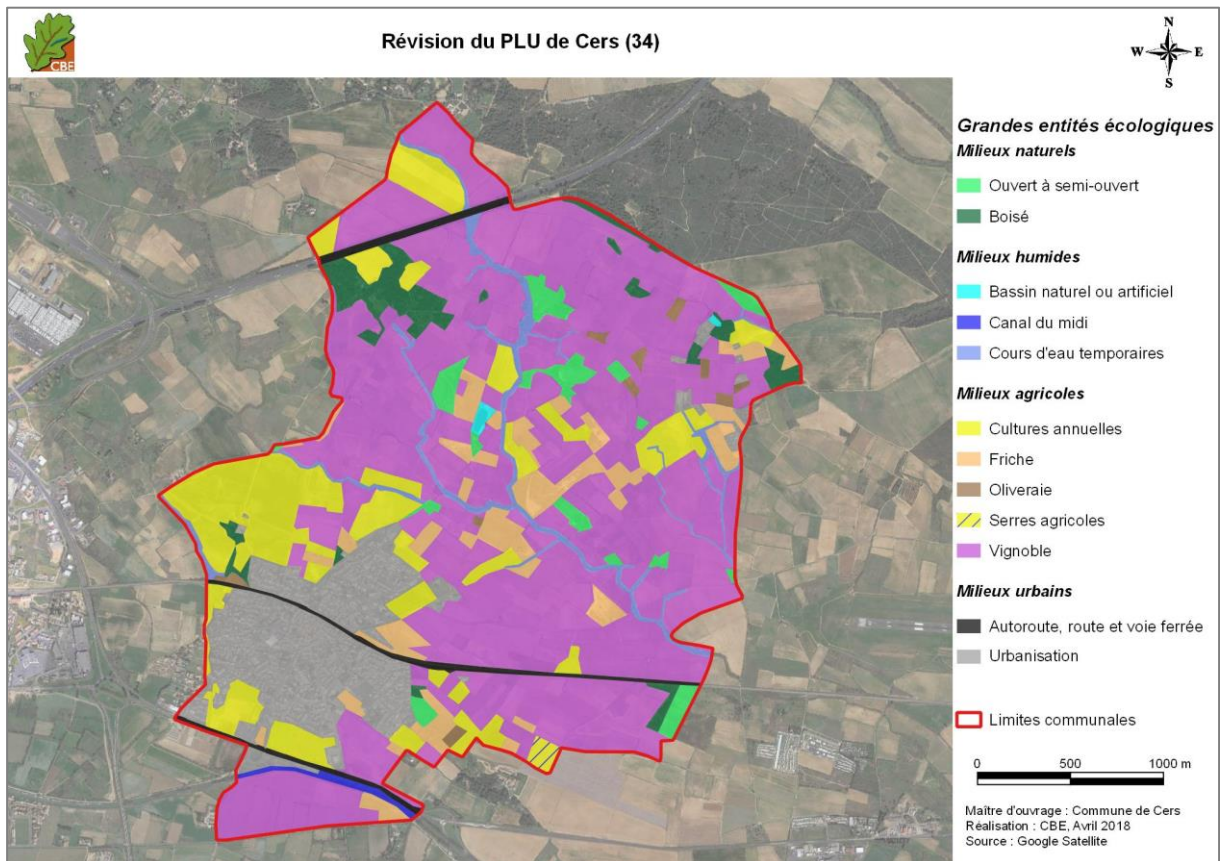 CBE
Révision du PLU de Cers (34)
N
W E
S
Grandes entités écologiques
Milieux naturels
Ouvert à semi-ouvert
Boisé
Milieux humides
Bassin naturel ou artificiel
Canal du midi
Cours d'eau temporaires
Milieux agricoles
Cultures annuelles
Friche
Oliveraie
Serres agricoles
Vignoble
Milieux urbains
Autoroute, route et voie ferrée
Urbanisation
Limites communales
0 500 1000 m
Maître d'ouvrage : Commune de Cers
Réalisation : CBE, Avril 2018
Source : Google Satellite